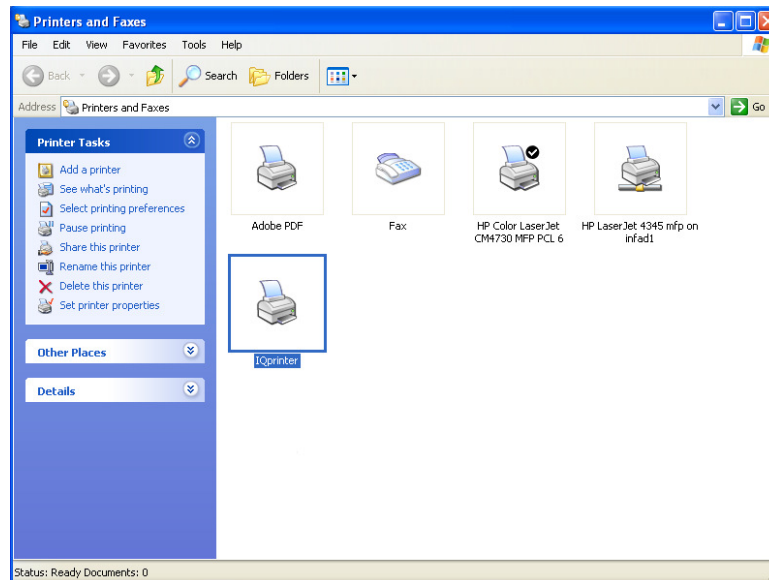 Printers and Faxes
File Edit View Favorites Tools Help
Back Search Folders
Address Printers and Faxes Go
Printer Tasks
Add a printer
See what's printing
Select printing preferences
Pause printing
Share this printer
Rename this printer
Delete this printer
Set printer properties
Other Places
Details
Adobe PDF
Fax
HP Color LaserJet
CM4730 MFP PCL 6
HP LaserJet 4345 mfp on
infad1
IQprinter
Status: Ready Documents: 0